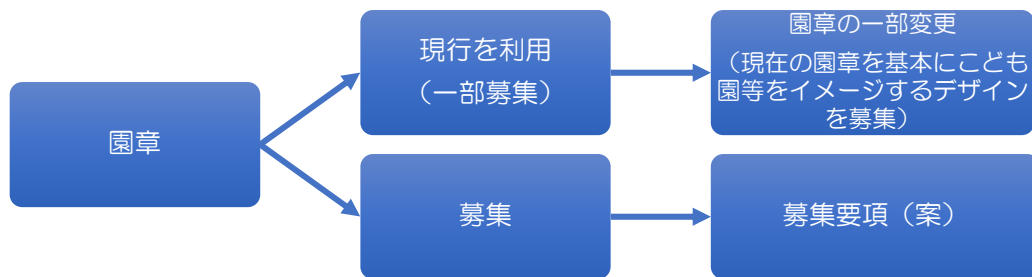 園章
現行を利用
（一部募集）
園章の一部変更
（現在の園章を基本にこども
園等をイメージするデザイン
を募集）
募集
募集要項（案）